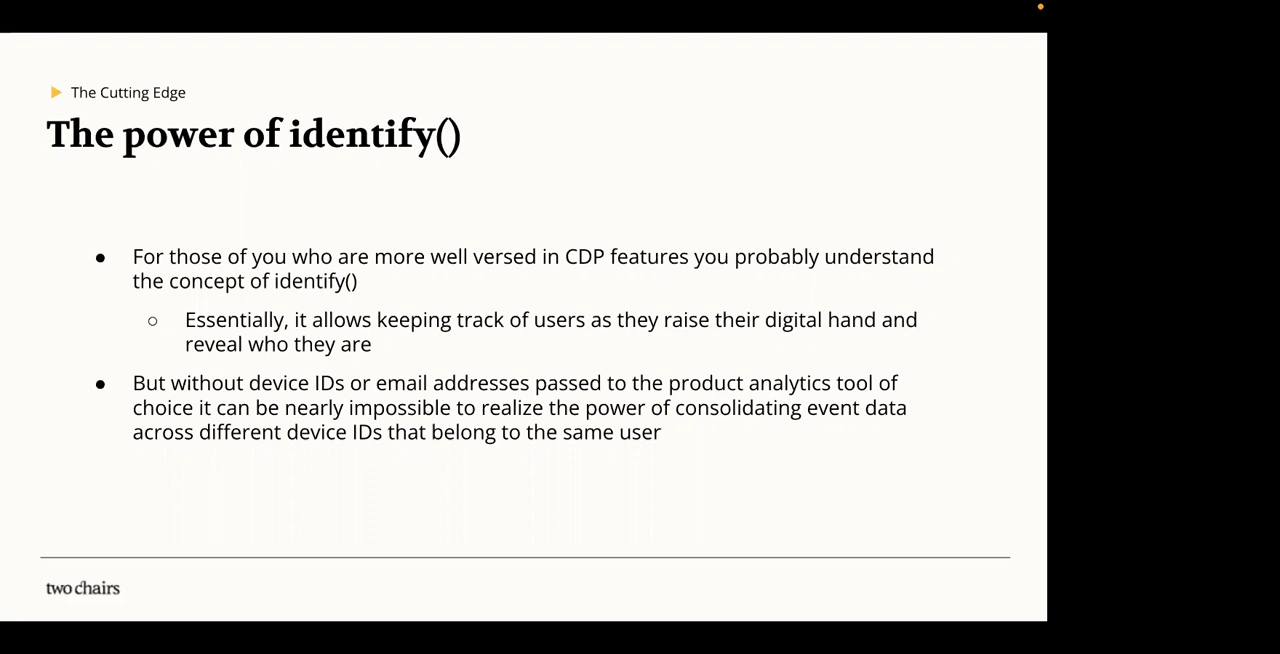 The Cutting Edge
The power of identify()
● For those of you who are more well versed in CDP features you probably understand
the concept of identify()
○ Essentially, it allows keeping track of users as they raise their digital hand and
reveal who they are
● But without device IDs or email addresses passed to the product analytics tool of
choice it can be nearly impossible to realize the power of consolidating event data
across different device IDs that belong to the same user
two chairs